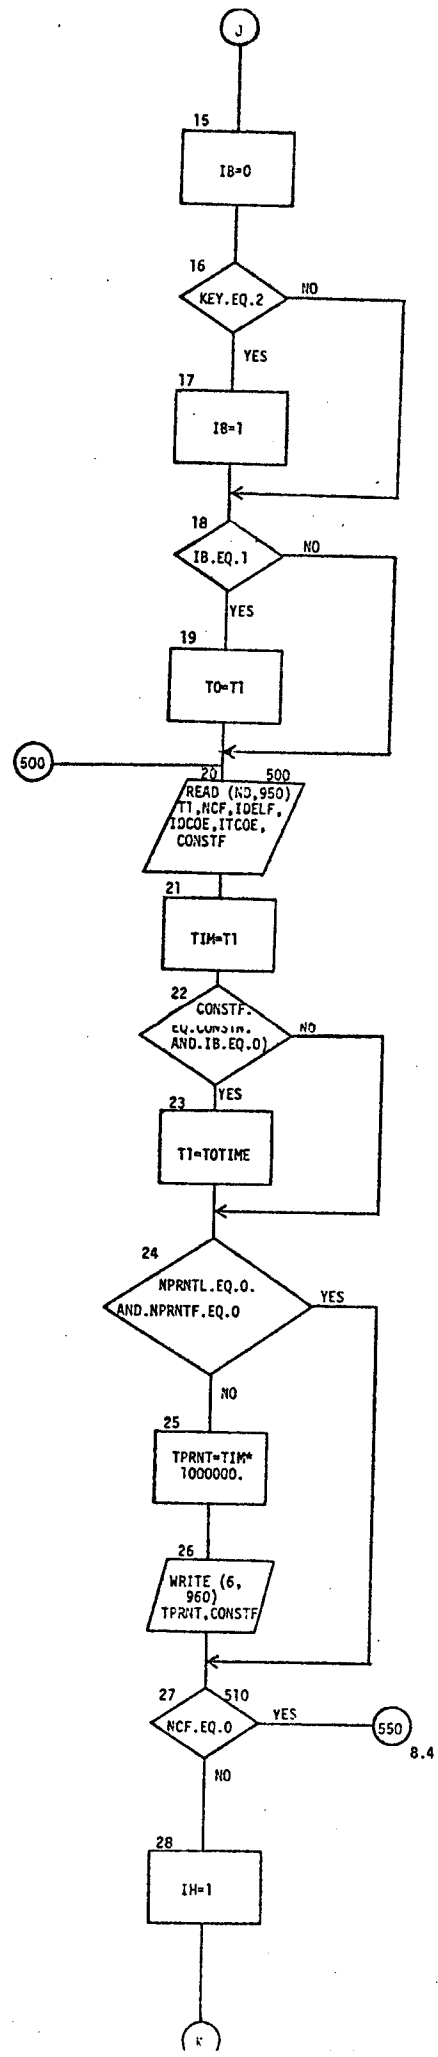 J
15
IB=0
16
KEY.EQ.2
NO
YES
17
IB=1
18
IB.EQ.1
NO
YES
19
TO=T1
500
20 500
READ (ND,950)
T1,NCF,IDELF,
IDCOE,ITCOE,
CONSTF
21
TIM=T1
22
CONSTF.
EQ.CONSTN.
AND.IB.EQ.0)
NO
YES
23
T1=TOTIME
24
NPRNTL.EQ.0.
AND.NPRNTF.EQ.0
YES
NO
25
TPRNT=TIM*
1000000.
26
WRITE (6,
960)
TPRNT,CONSTF
27 510
NCF.EQ.0
YES
550
8.4
NO
28
IH=1
K